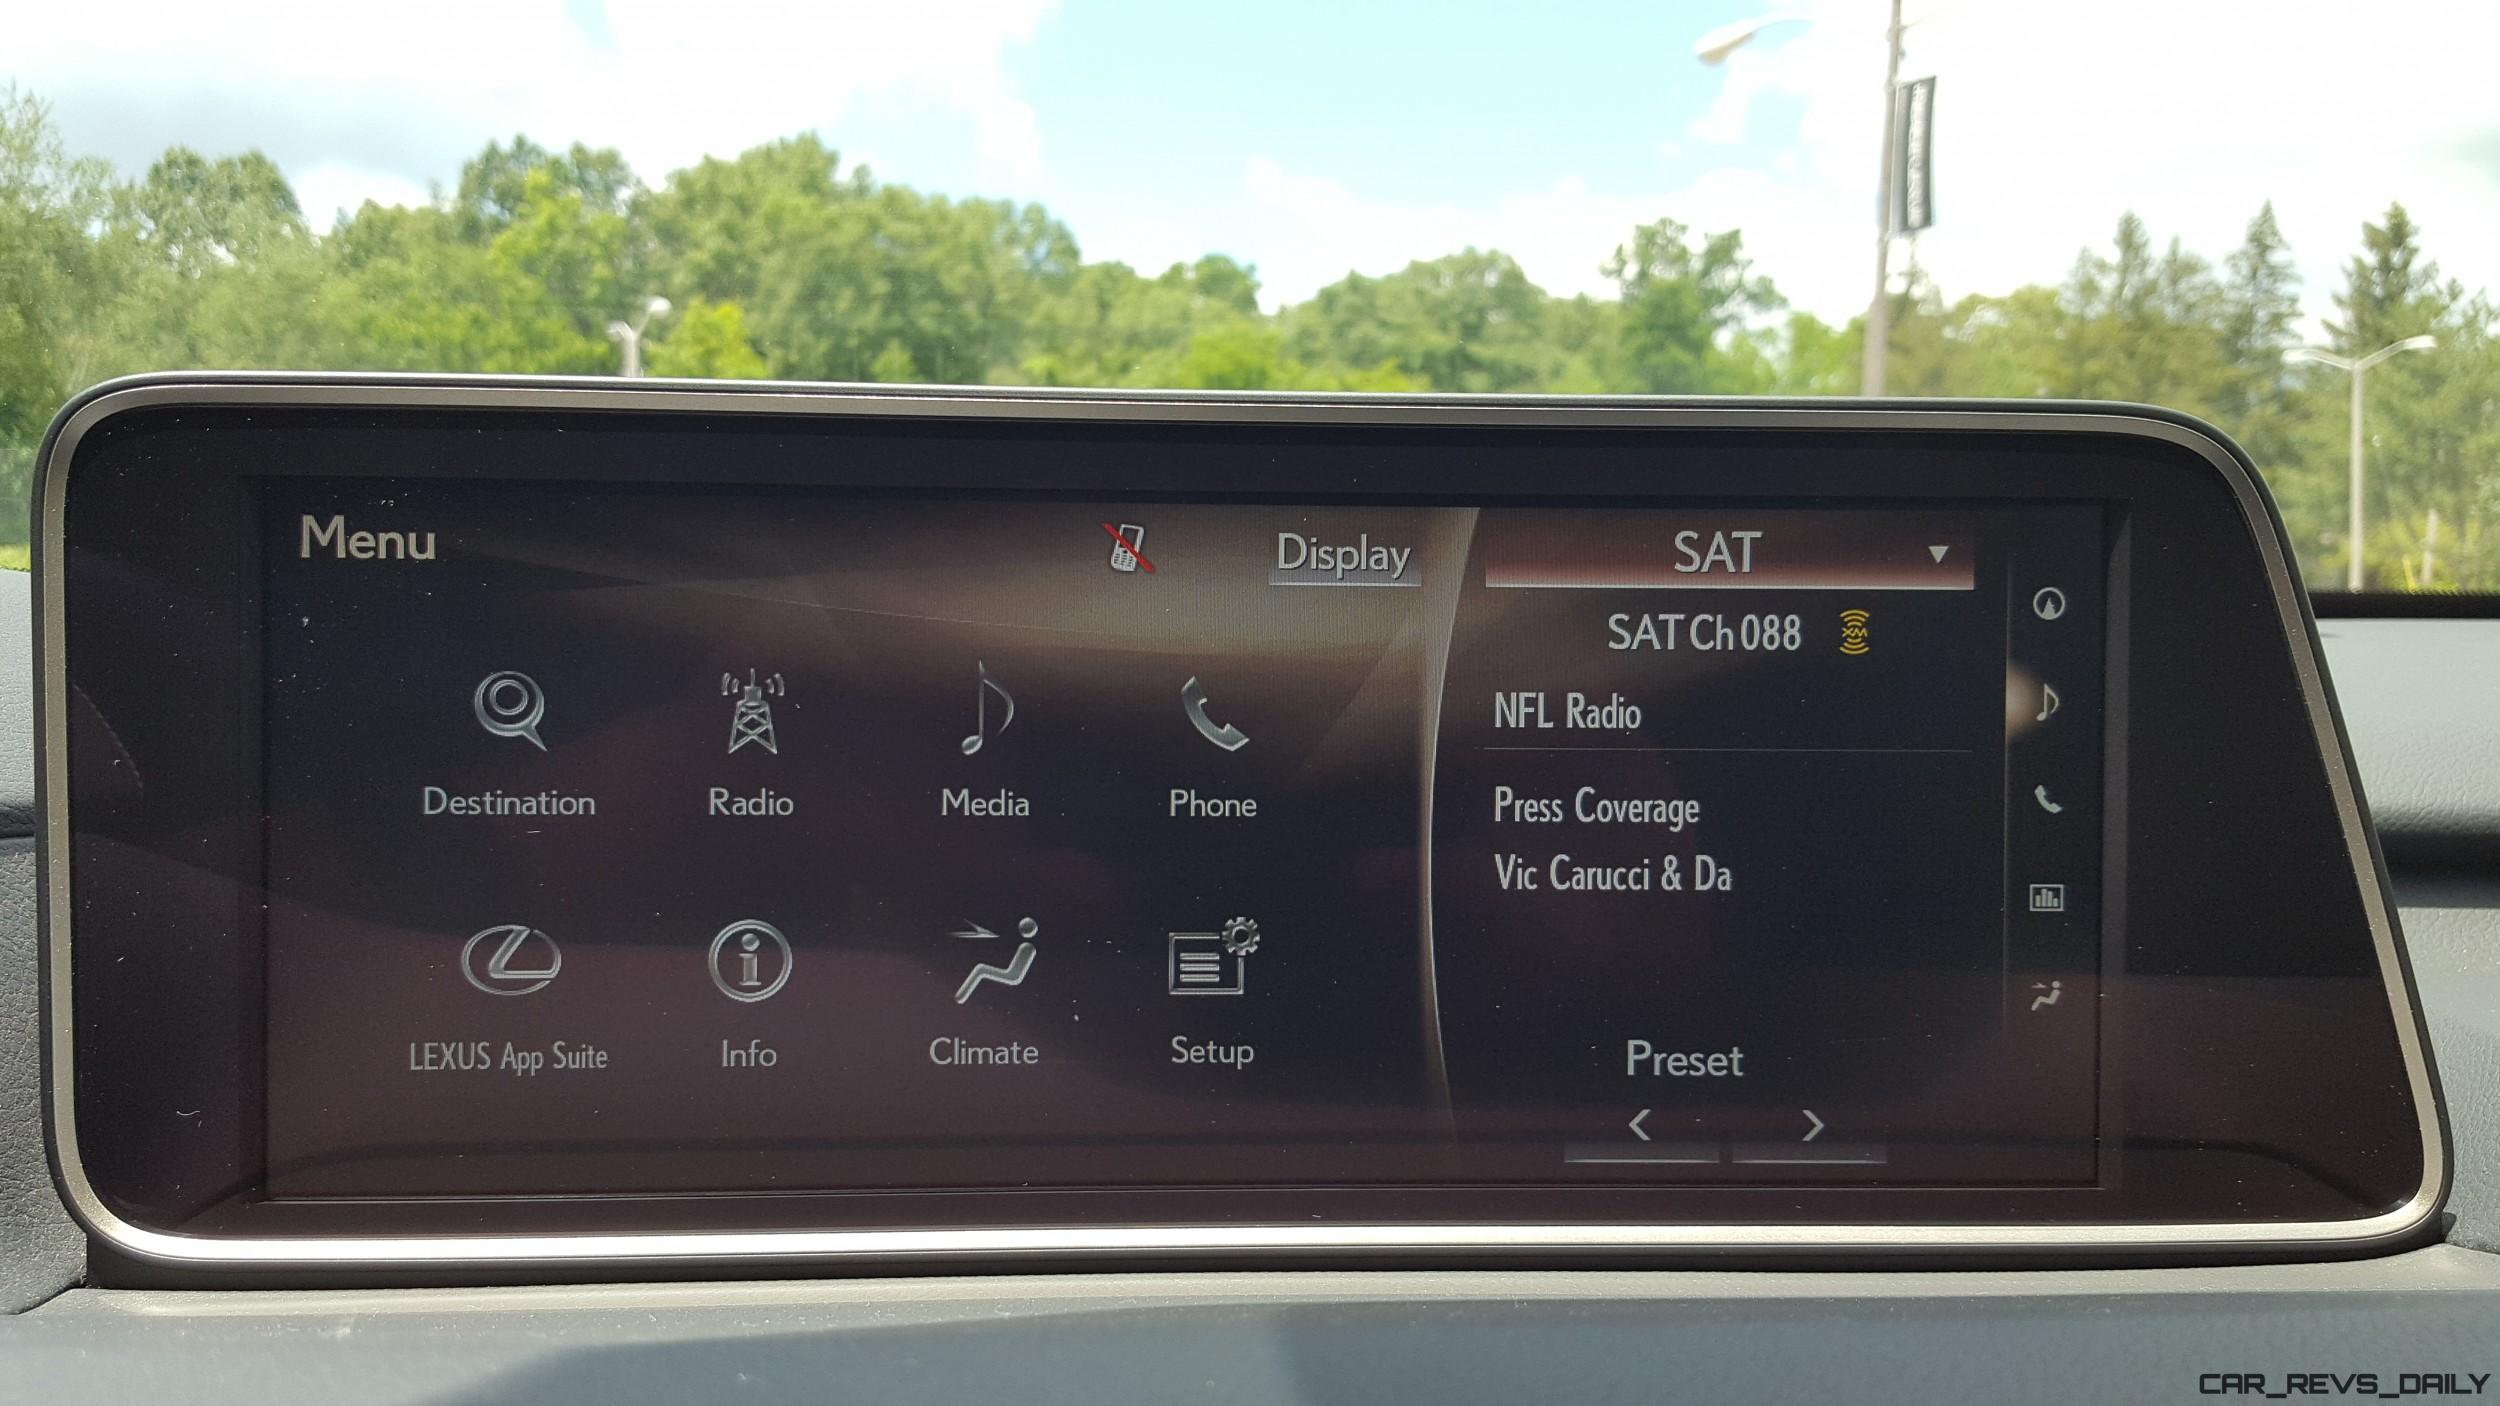 Menu
Display
SAT
SAT Ch 088
XM
NFL Radio
Press Coverage
Vic Carucci & Da
Destination
Radio
Media
Phone
LEXUS App Suite
Info
Climate
Setup
Preset
CAR_REVS_DAILY